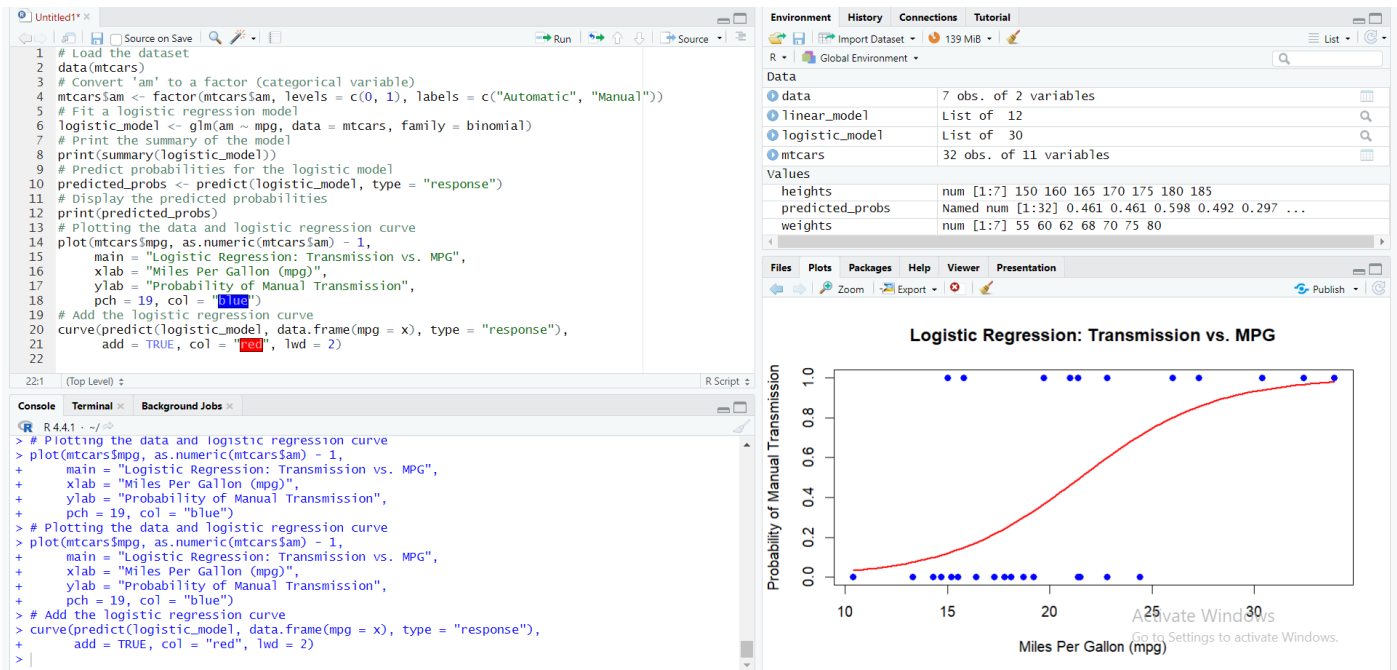 Untitled1*
Source on Save
Run
Source
1 # Load the dataset
2 data(mtcars)
3 # Convert 'am' to a factor (categorical variable)
4 mtcars$am <- factor(mtcars$am, levels = c(0, 1), labels = c("Automatic", "Manual"))
5 # Fit a logistic regression model
6 logistic_model <- glm(am ~ mpg, data = mtcars, family = binomial)
7 # Print the summary of the model
8 print(summary(logistic_model))
9 # Predict probabilities for the logistic model
10 predicted_probs <- predict(logistic_model, type = "response")
11 # Display the predicted probabilities
12 print(predicted_probs)
13 # Plotting the data and logistic regression curve
14 plot(mtcars$mpg, as.numeric(mtcars$am) - 1,
15 main = "Logistic Regression: Transmission vs. MPG",
16 xlab = "Miles Per Gallon (mpg)",
17 ylab = "Probability of Manual Transmission",
18 pch = 19, col = "blue")
19 # Add the logistic regression curve
20 curve(predict(logistic_model, data.frame(mpg = x), type = "response"),
21 add = TRUE, col = "red", lwd = 2)
22
22:1 (Top Level) R Script
Console Terminal Background Jobs
R R 4.4.1 · ~/
> # Plotting the data and logistic regression curve
> plot(mtcars$mpg, as.numeric(mtcars$am) - 1,
+ main = "Logistic Regression: Transmission vs. MPG",
+ xlab = "Miles Per Gallon (mpg)",
+ ylab = "Probability of Manual Transmission",
+ pch = 19, col = "blue")
> # Plotting the data and logistic regression curve
> plot(mtcars$mpg, as.numeric(mtcars$am) - 1,
+ main = "Logistic Regression: Transmission vs. MPG",
+ xlab = "Miles Per Gallon (mpg)",
+ ylab = "Probability of Manual Transmission",
+ pch = 19, col = "blue")
> # Add the logistic regression curve
> curve(predict(logistic_model, data.frame(mpg = x), type = "response"),
+ add = TRUE, col = "red", lwd = 2)
>
Environment History Connections Tutorial
Import Dataset 139 MiB List
R Global Environment
Data
data 7 obs. of 2 variables
linear_model List of 12
logistic_model List of 30
mtcars 32 obs. of 11 variables
Values
heights num [1:7] 150 160 165 170 175 180 185
predicted_probs Named num [1:32] 0.461 0.461 0.598 0.492 0.297 ...
weights num [1:7] 55 60 62 68 70 75 80
Files Plots Packages Help Viewer Presentation
Zoom Export Publish
Logistic Regression: Transmission vs. MPG
Probability of Manual Transmission
1.0
0.8
0.6
0.4
0.2
0.0
10 15 20 25 30
Miles Per Gallon (mpg)
Activate Windows
Go to Settings to activate Windows.